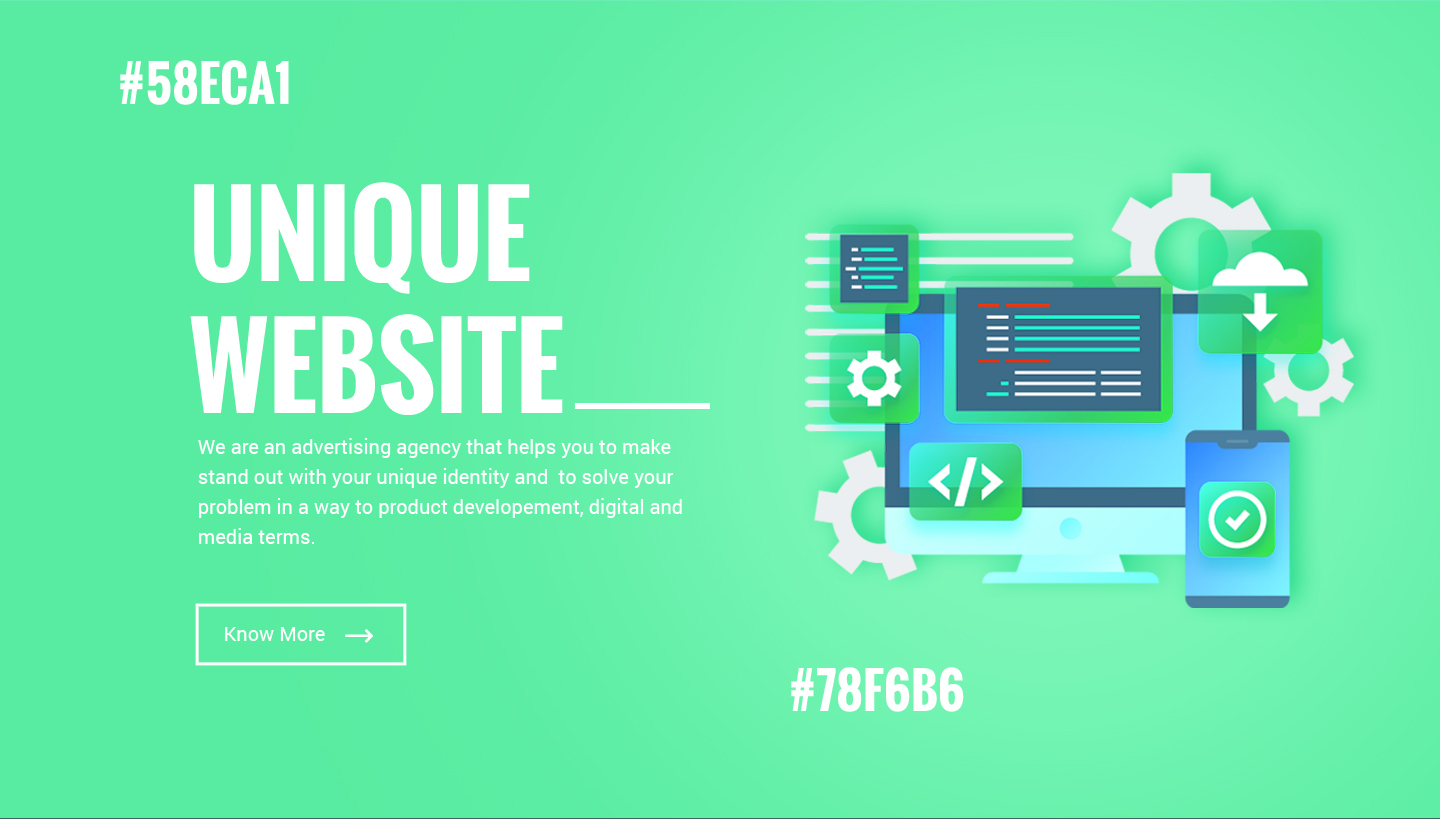 #58ECA1
UNIQUE
WEBSITE
We are an advertising agency that helps you to make
stand out with your unique identity and  to solve your
problem in a way to product developement, digital and
media terms.
Know More
#78F6B6